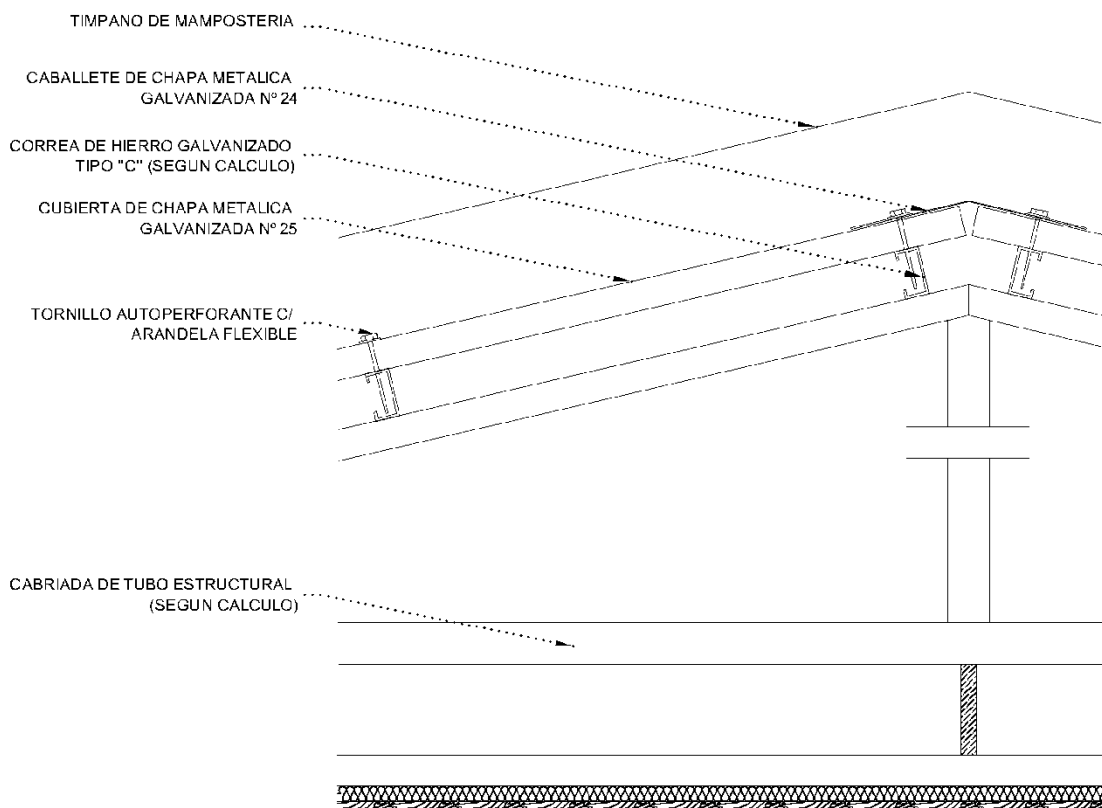 TIMPANO DE MAMPOSTERIA
CABALLETE DE CHAPA METALICA
GALVANIZADA Nº 24
CORREA DE HIERRO GALVANIZADO
TIPO "C" (SEGUN CALCULO)
CUBIERTA DE CHAPA METALICA
GALVANIZADA Nº 25
TORNILLO AUTOPERFORANTE C/
ARANDELA FLEXIBLE
CABRIADA DE TUBO ESTRUCTURAL
(SEGUN CALCULO)